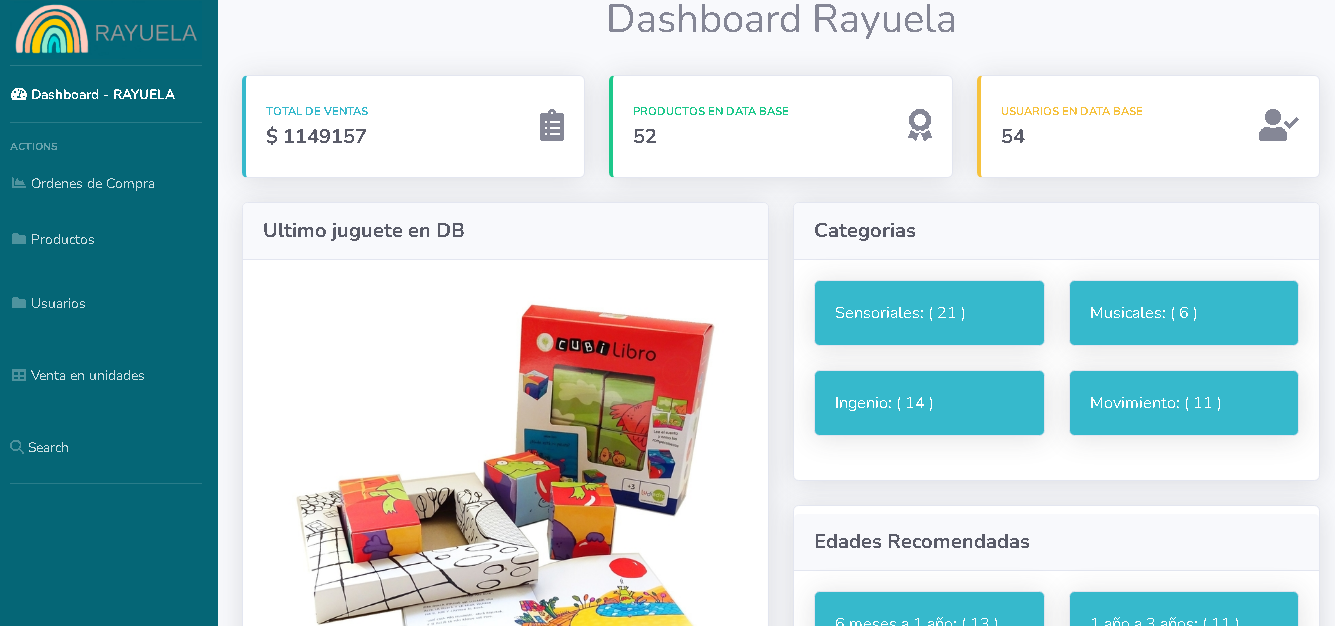 RAYUELA
Dashboard - RAYUELA
ACTIONS
Ordenes de Compra
Productos
Usuarios
Venta en unidades
Search
Dashboard Rayuela
TOTAL DE VENTAS
$ 1149157
PRODUCTOS EN DATA BASE
52
USUARIOS EN DATA BASE
54
Ultimo juguete en DB
CUBi Libro
+3
Categorias
Sensoriales: ( 21 )
Musicales: ( 6 )
Ingenio: ( 14 )
Movimiento: ( 11 )
Edades Recomendadas
6 meses a 1 año: ( 13 )
1 año a 3 años: ( 11 )